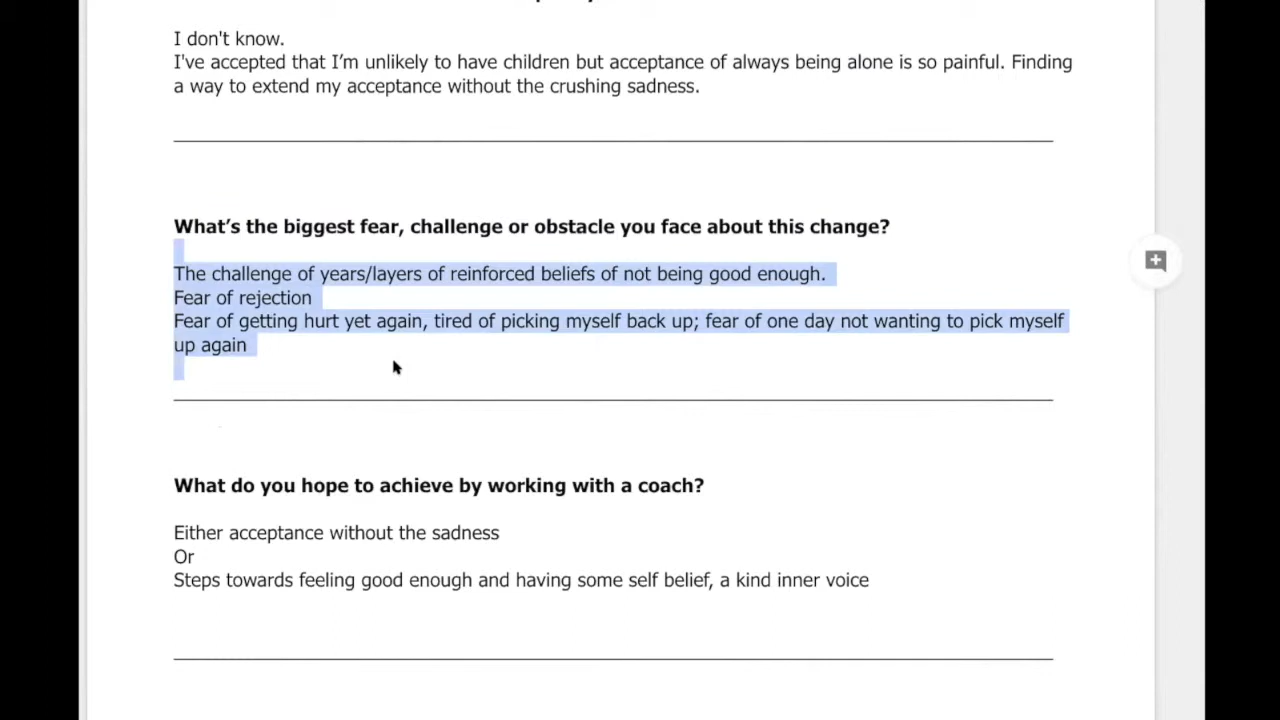 I don't know.
I've accepted that I’m unlikely to have children but acceptance of always being alone is so painful. Finding
a way to extend my acceptance without the crushing sadness.
What’s the biggest fear, challenge or obstacle you face about this change?
The challenge of years/layers of reinforced beliefs of not being good enough.
Fear of rejection
Fear of getting hurt yet again, tired of picking myself back up; fear of one day not wanting to pick myself
up again
What do you hope to achieve by working with a coach?
Either acceptance without the sadness
Or
Steps towards feeling good enough and having some self belief, a kind inner voice